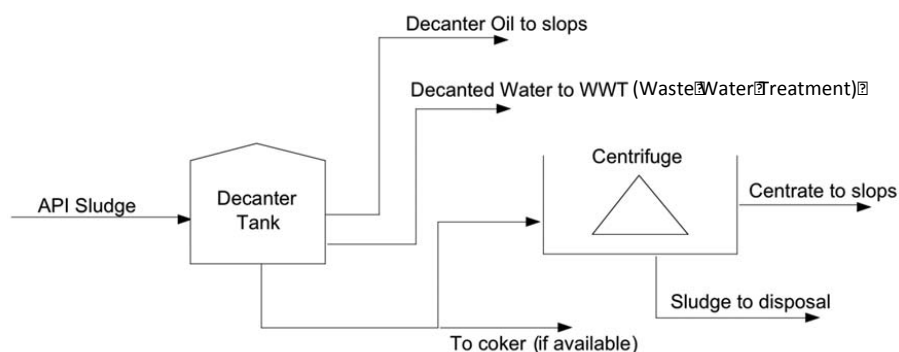 Decanter Oil to slops
Decanted Water to WWT (Waste Water Treatment)
Centrifuge
API Sludge
Decanter
Tank
Centrate to slops
Sludge to disposal
To coker (if available)